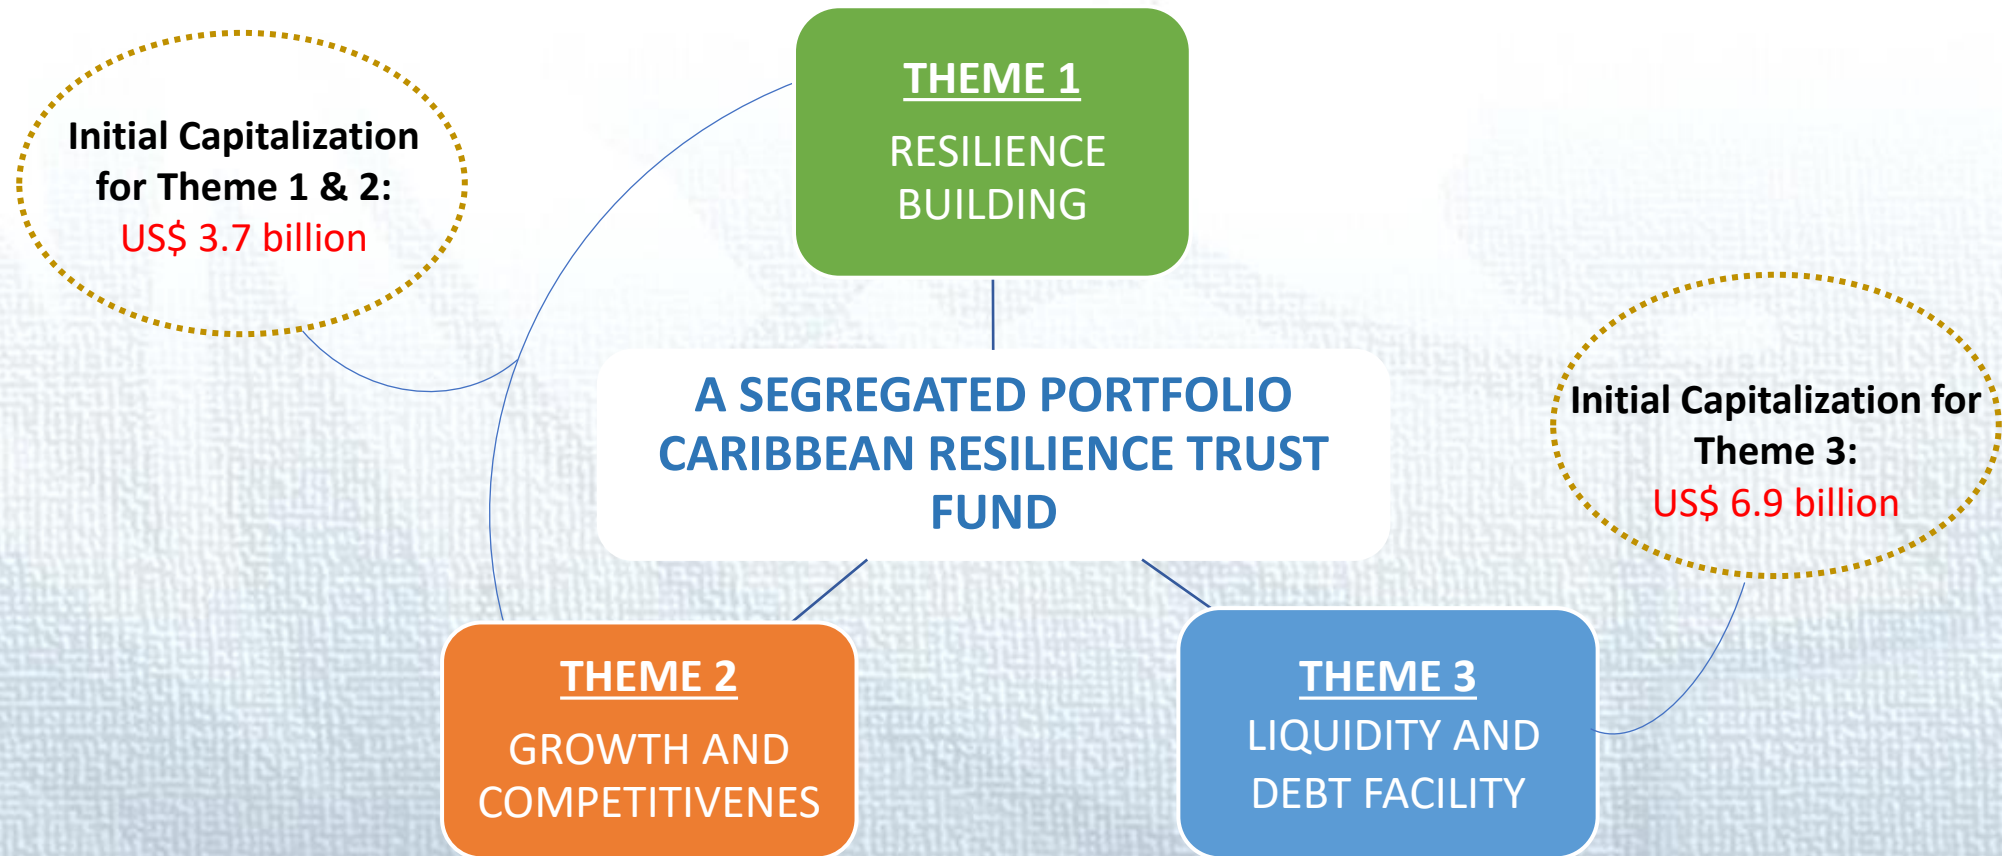 THEME 1
RESILIENCE
BUILDING
Initial Capitalization
for Theme 1 & 2:
US$ 3.7 billion
A SEGREGATED PORTFOLIO
CARIBBEAN RESILIENCE TRUST
FUND
Initial Capitalization for
Theme 3:
US$ 6.9 billion
THEME 2
GROWTH AND
COMPETITIVENES
THEME 3
LIQUIDITY AND
DEBT FACILITY